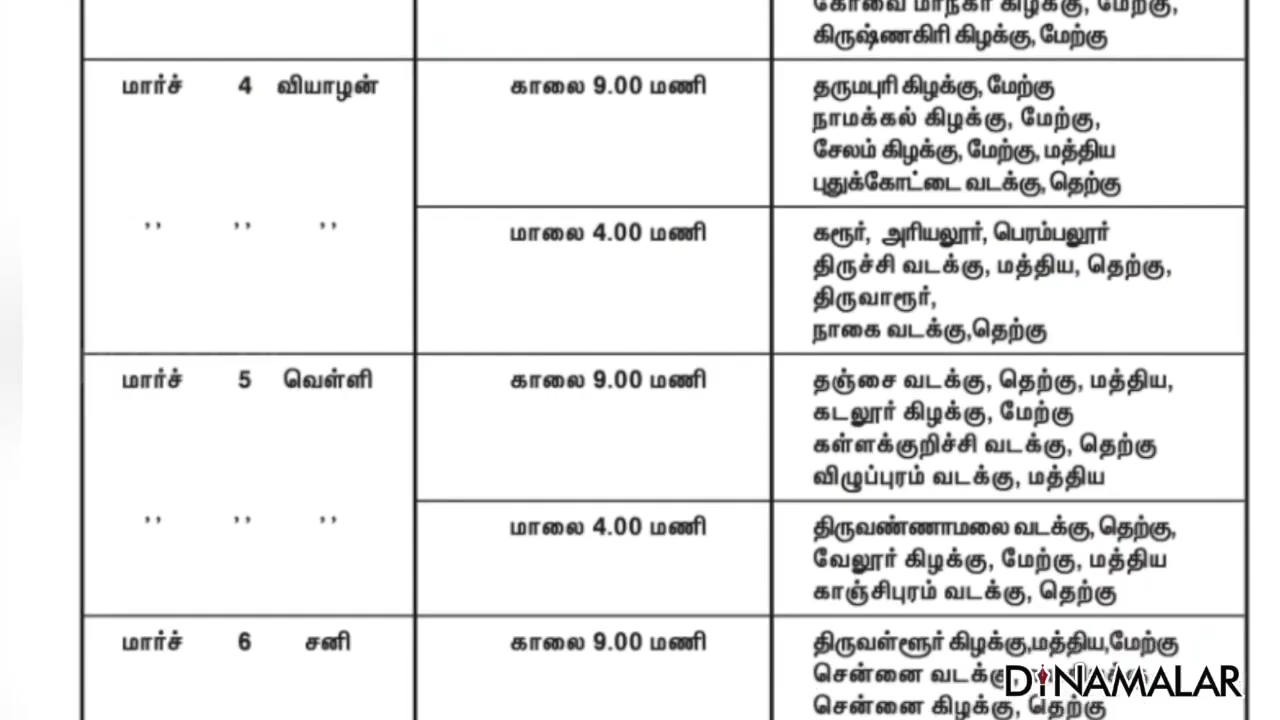 கோவை மாநகர் கிழக்கு, மேற்கு,
கிருஷ்ணகிரி கிழக்கு, மேற்கு
மார்ச் 4 வியாழன் காலை 9.00 மணி தருமபுரி கிழக்கு, மேற்கு
நாமக்கல் கிழக்கு, மேற்கு,
சேலம் கிழக்கு, மேற்கு, மத்திய
புதுக்கோட்டை வடக்கு, தெற்கு
,, ,, ,, மாலை 4.00 மணி கரூர், அரியலூர், பெரம்பலூர்
திருச்சி வடக்கு, மத்திய, தெற்கு,
திருவாரூர்,
நாகை வடக்கு,தெற்கு
மார்ச் 5 வெள்ளி காலை 9.00 மணி தஞ்சை வடக்கு, தெற்கு, மத்திய,
கடலூர் கிழக்கு, மேற்கு
கள்ளக்குறிச்சி வடக்கு, தெற்கு
விழுப்புரம் வடக்கு, மத்திய
,, ,, ,, மாலை 4.00 மணி திருவண்ணாமலை வடக்கு, தெற்கு,
வேலூர் கிழக்கு, மேற்கு, மத்திய
காஞ்சிபுரம் வடக்கு, தெற்கு
மார்ச் 6 சனி காலை 9.00 மணி திருவள்ளூர் கிழக்கு,மத்திய,மேற்கு
சென்னை வடக்கு,
சென்னை கிழக்கு, தெற்கு
DINAMALAR